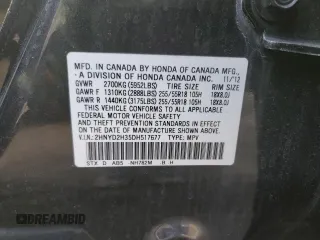 MFD. IN CANADA BY HONDA OF CANADA MFG.,
- A DIVISION OF HONDA CANADA INC. 11/12
GVWR 2700KG (5952LBS) TIRE SIZE RIM SIZE
GAWR F 1310KG (2888LBS) 255/55R18 105H 18X8.0J
GAWR R 1440KG (3175LBS) 255/55R18 105H 18X8.0J
THIS VEHICLE CONFORMS TO ALL APPLICABLE
FEDERAL MOTOR VEHICLE SAFETY AND
THEFT PREVENTION STANDARDS IN EFFECT
ON THE DATE OF MANUFACTURE SHOWN ABOVE.
V.I.N.: 2HNYD2H35DH517677 TYPE: MPV
ST#: D AB5 NH782M B H